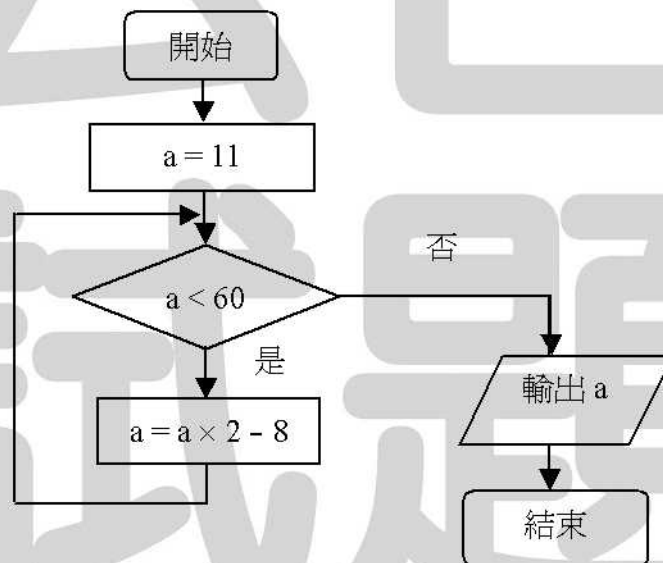 開始
a = 11
a < 60
否
是
輸出 a
a = a × 2 − 8
結束